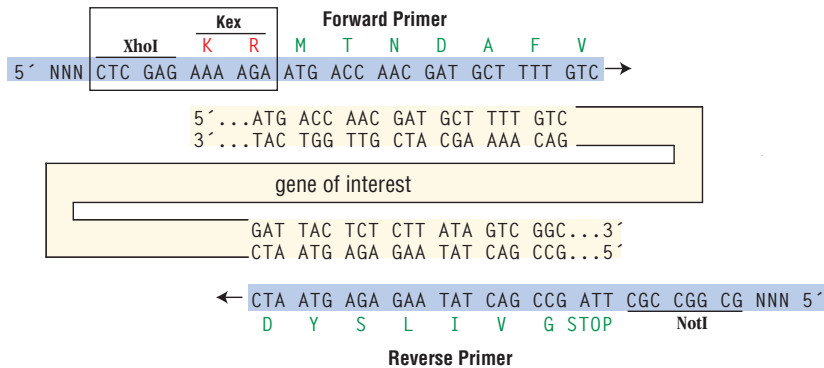 Forward Primer
Kex
XhoI K R M T N D A F V
5´ NNN CTC GAG AAA AGA ATG ACC AAC GAT GCT TTT GTC
5´...ATG ACC AAC GAT GCT TTT GTC
3´...TAC TGG TTG CTA CGA AAA CAG
gene of interest
GAT TAC TCT CTT ATA GTC GGC...3´
CTA ATG AGA GAA TAT CAG CCG...5´
CTA ATG AGA GAA TAT CAG CCG ATT CGC CGG CG NNN 5´
D Y S L I V G STOP NotI
Reverse Primer